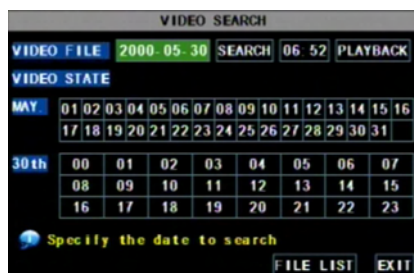 VIDEO SEARCH
VIDEO FILE 2000-05-30 SEARCH 06:52 PLAYBACK
VIDEO STATE
MAY. 01 02 03 04 05 06 07 08 09 10 11 12 13 14 15 16
17 18 19 20 21 22 23 24 25 26 27 28 29 30 31
30th 00 01 02 03 04 05 06 07
08 09 10 11 12 13 14 15
16 17 18 19 20 21 22 23
Specify the date to search
FILE LIST EXIT